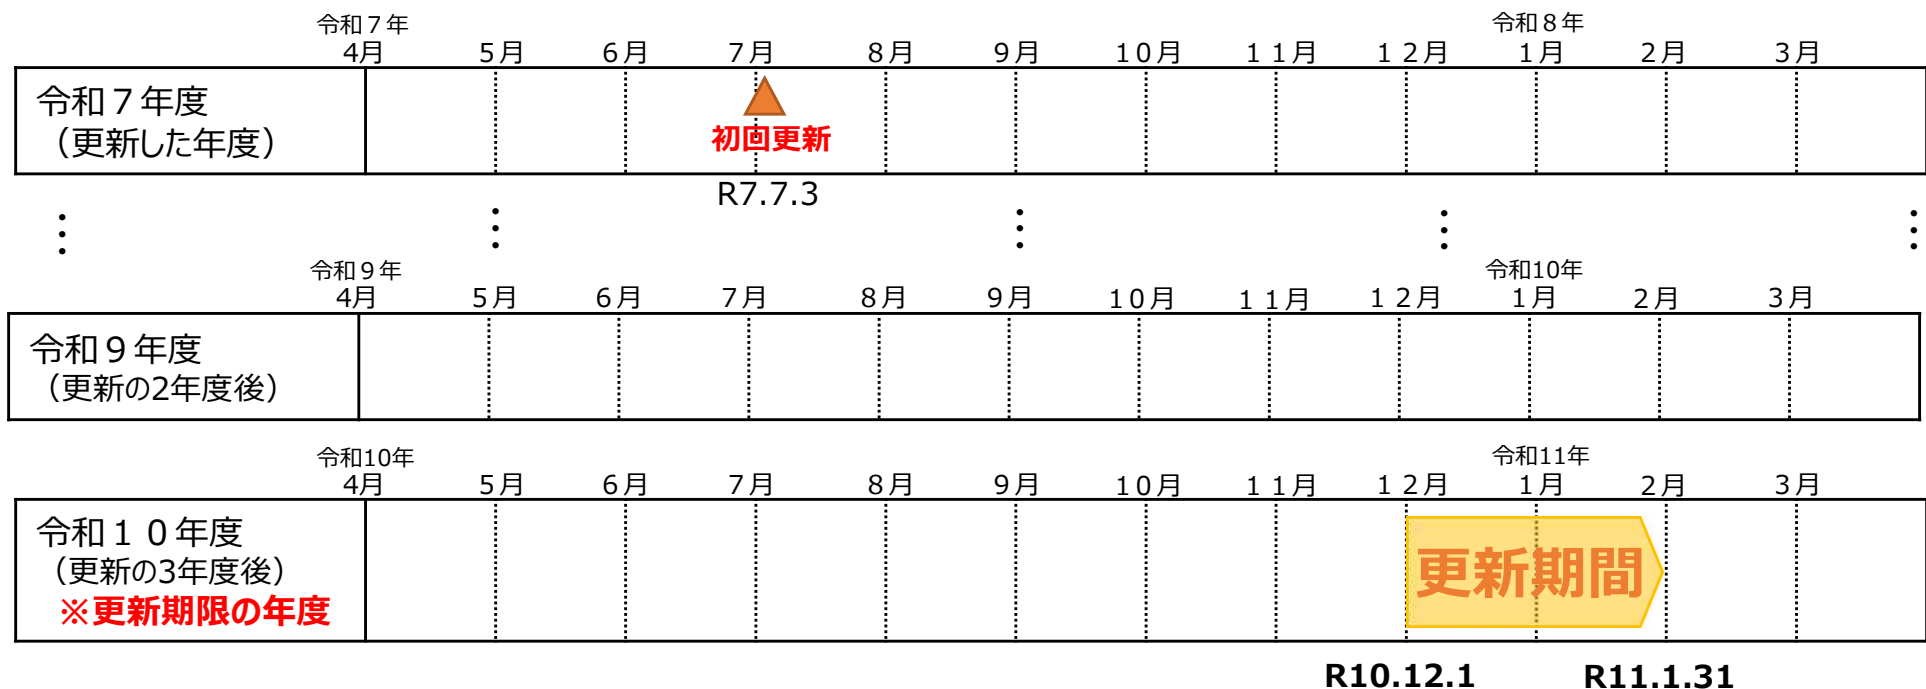 令和７年 令和８年
4月 5月 6月 7月 8月 9月 10月 11月 12月 1月 2月 3月
令和７年度
（更新した年度）
初回更新
R7.7.3
⋮ ⋮ ⋮ ⋮ ⋮
令和９年 令和10年
4月 5月 6月 7月 8月 9月 10月 11月 12月 1月 2月 3月
令和９年度
（更新の2年度後）
令和10年 令和11年
4月 5月 6月 7月 8月 9月 10月 11月 12月 1月 2月 3月
令和１０年度
（更新の3年度後）
※更新期限の年度
更新期間
R10.12.1 R11.1.31